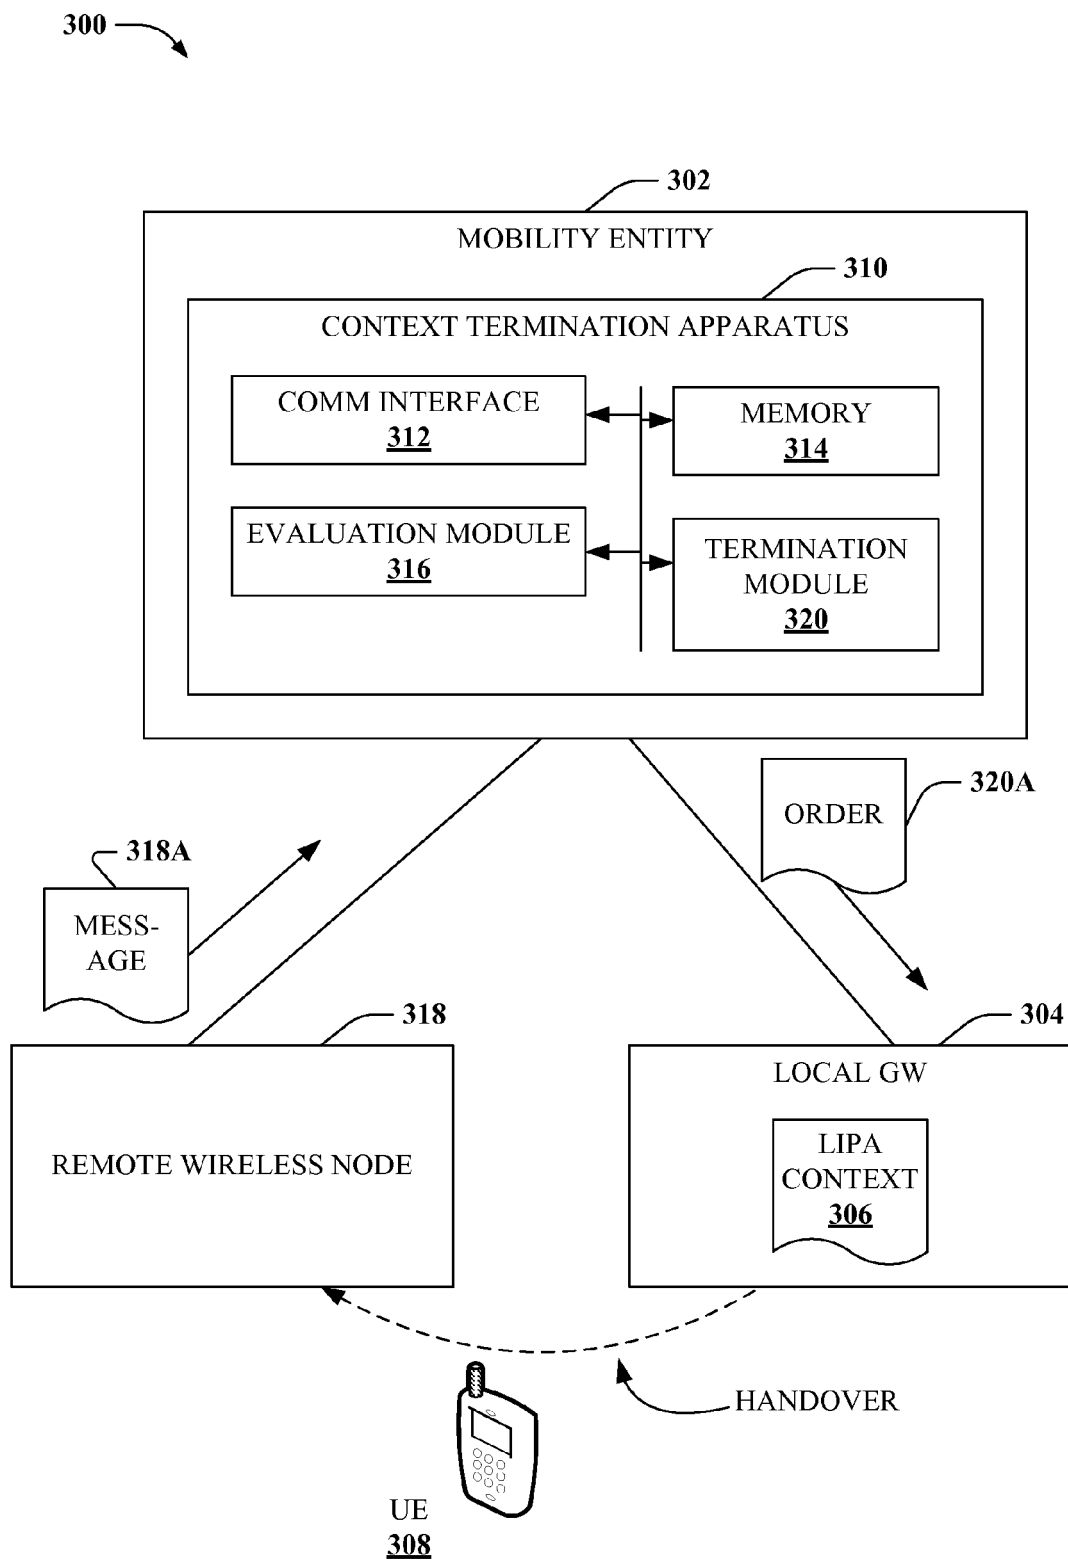 300
302
MOBILITY ENTITY
310
CONTEXT TERMINATION APPARATUS
COMM INTERFACE
312
MEMORY
314
EVALUATION MODULE
316
TERMINATION
MODULE
320
ORDER
320A
318A
MESS-
AGE
318
304
REMOTE WIRELESS NODE
LOCAL GW
LIPA
CONTEXT
306
HANDOVER
UE
308